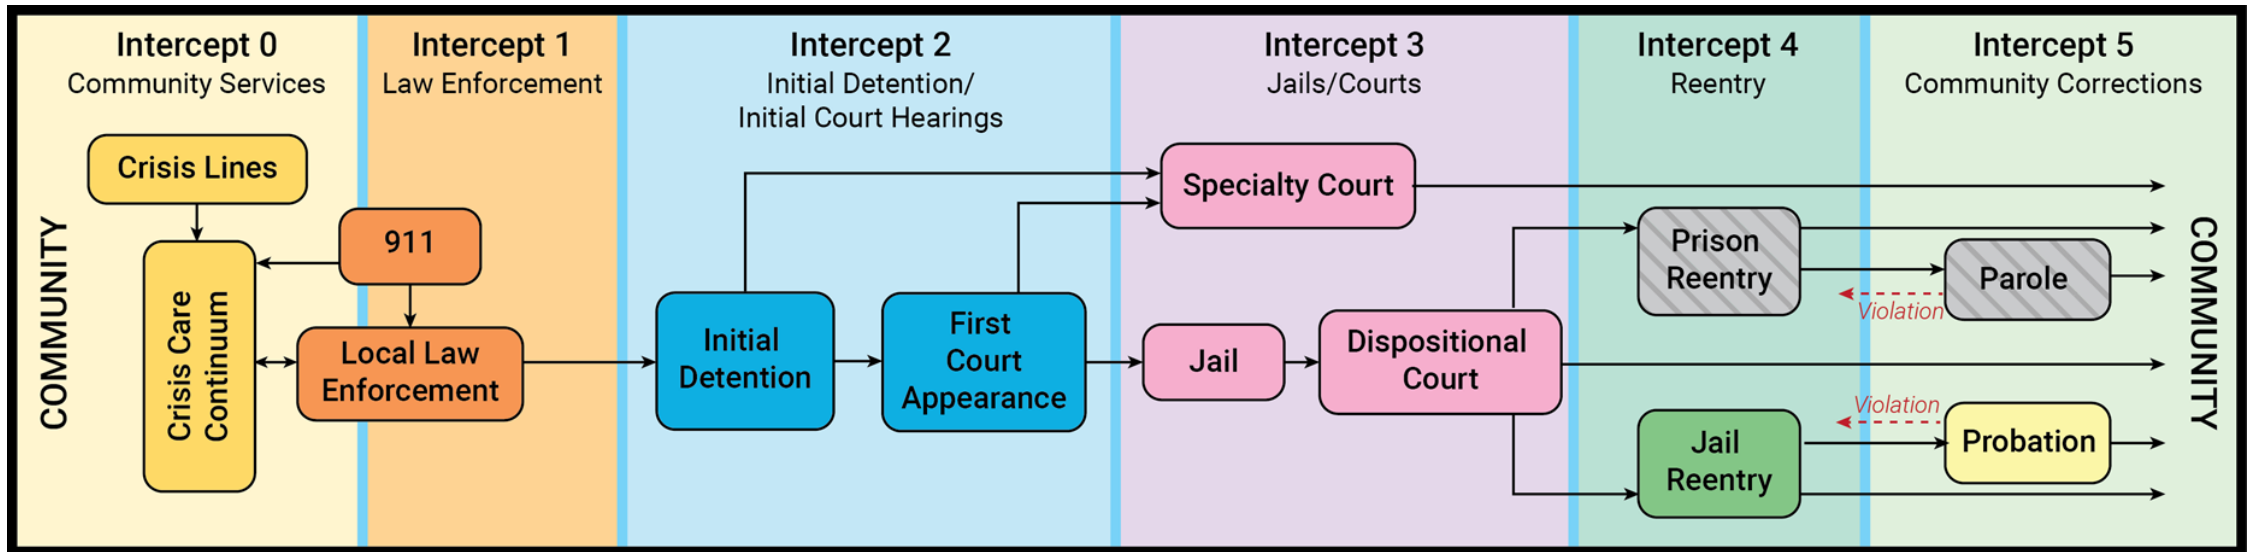 Intercept 0
Community Services
Intercept 1
Law Enforcement
Intercept 2
Initial Detention/
Initial Court Hearings
Intercept 3
Jails/Courts
Intercept 4
Reentry
Intercept 5
Community Corrections
COMMUNITY
Crisis Lines
Crisis Care
Continuum
911
Local Law
Enforcement
Initial
Detention
First
Court
Appearance
Specialty Court
Jail
Dispositional
Court
Prison
Reentry
Parole
Violation
Jail
Reentry
Violation
Probation
COMMUNITY